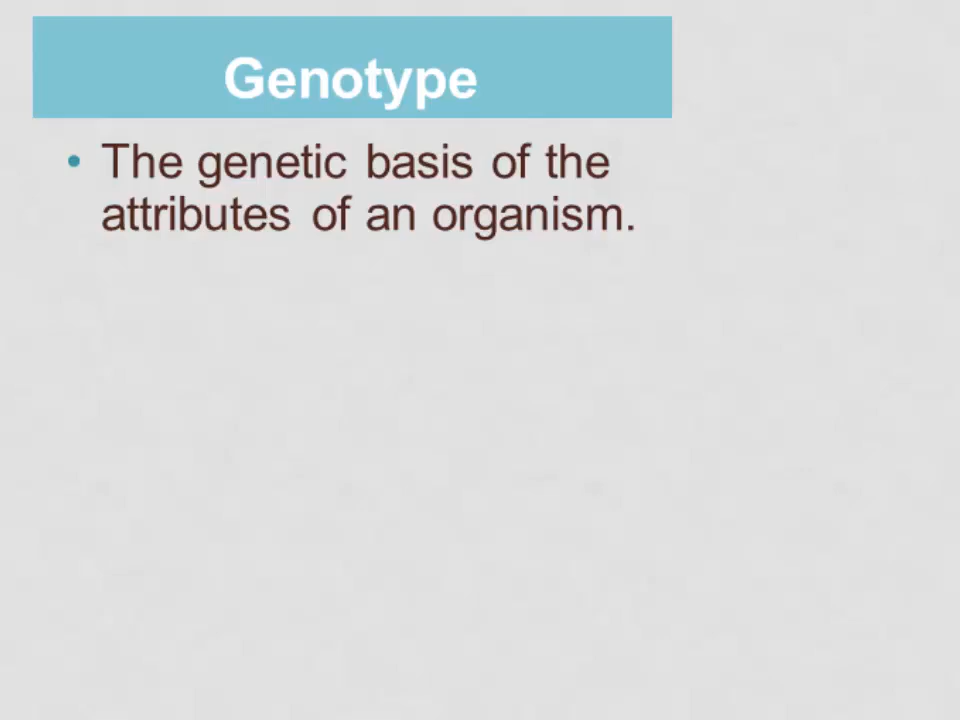 Genotype
• The genetic basis of the
attributes of an organism.